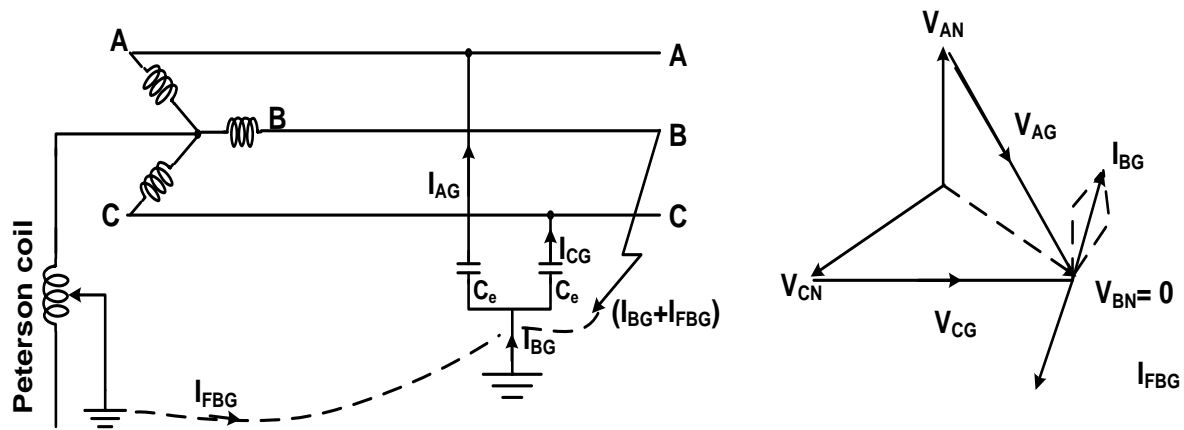 A
A
B
B
C
C
I_AG
I_CG
C_e
C_e
I_BG
(I_BG+I_FBG)
I_FBG
Peterson coil
V_AN
V_AG
I_BG
V_CN
V_BN= 0
V_CG
I_FBG